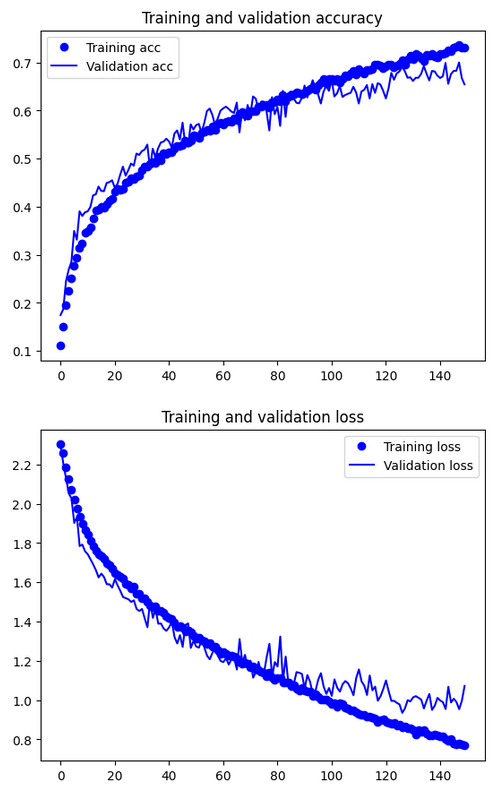 Training and validation accuracy
Training acc
Validation acc
0.7
0.6
0.5
0.4
0.3
0.2
0.1
0 20 40 60 80 100 120 140
Training and validation loss
Training loss
Validation loss
2.2
2.0
1.8
1.6
1.4
1.2
1.0
0.8
0 20 40 60 80 100 120 140